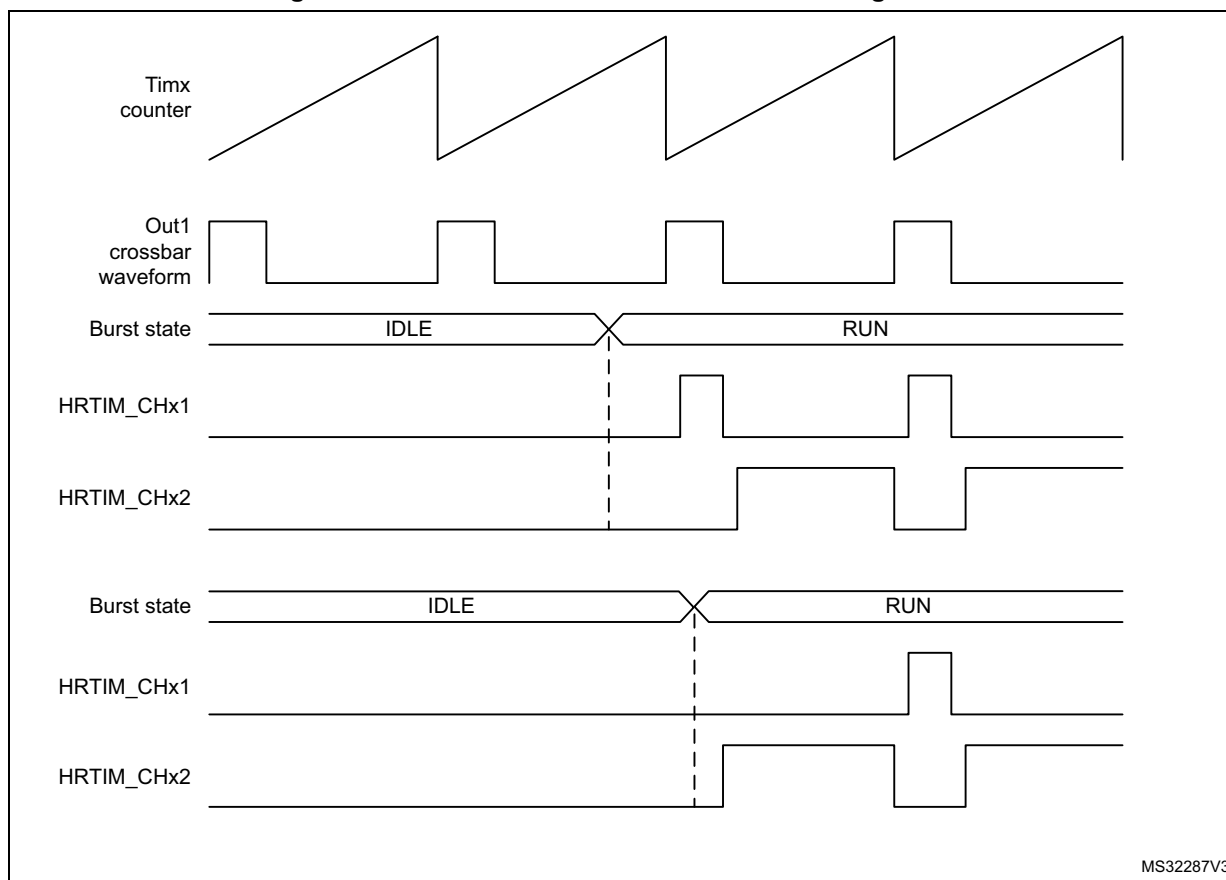 Timx
counter
Out1
crossbar
waveform
Burst state
IDLE
RUN
HRTIM_CHx1
HRTIM_CHx2
Burst state
IDLE
RUN
HRTIM_CHx1
HRTIM_CHx2
MS32287V3